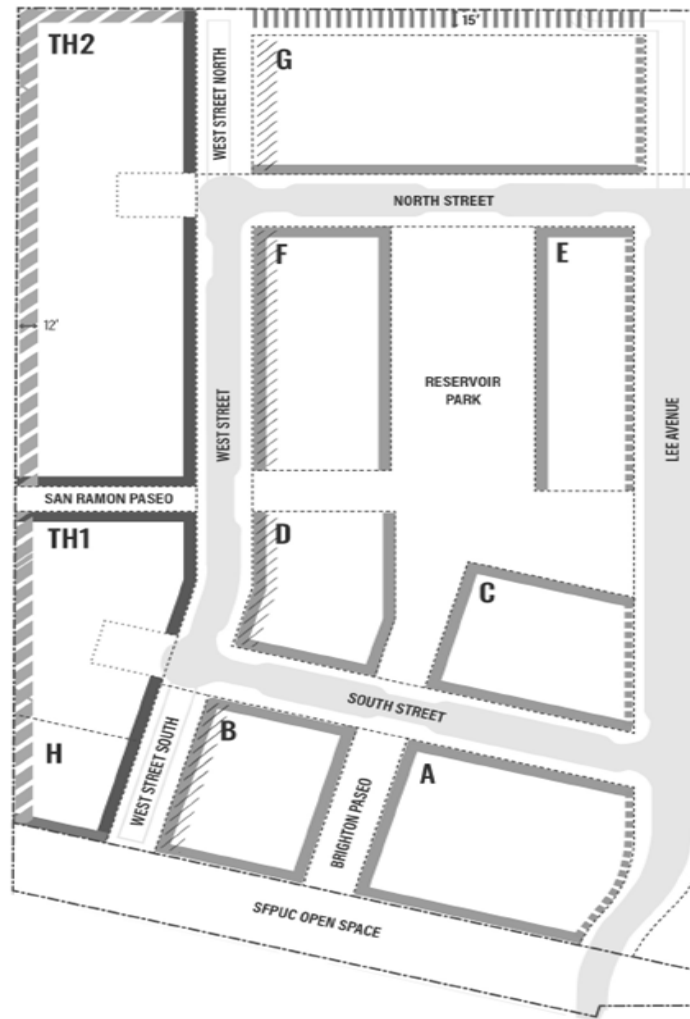 15'
TH2
WEST STREET NORTH
G
NORTH STREET
F
E
12'
WEST STREET
RESERVOIR
PARK
LEE AVENUE
SAN RAMON PASEO
TH1
D
C
SOUTH STREET
H
WEST STREET SOUTH
B
BRIGHTON PASEO
A
SFPUC OPEN SPACE